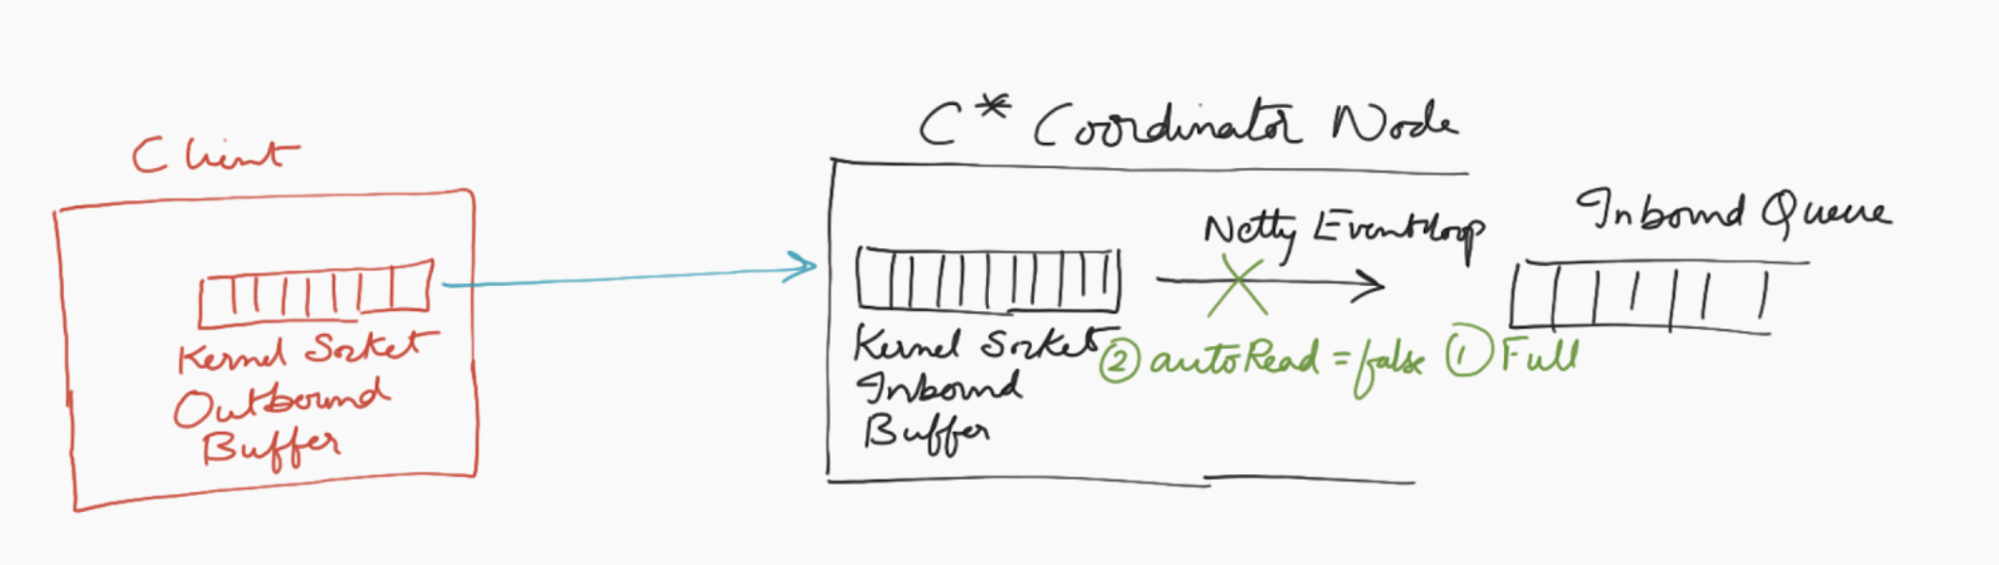 Client
Kernel Socket
Outbound
Buffer
C* Coordinator Node
Netty Eventloop
Inbound Queue
Kernel Socket
Inbound
Buffer
② autoRead = false
① Full